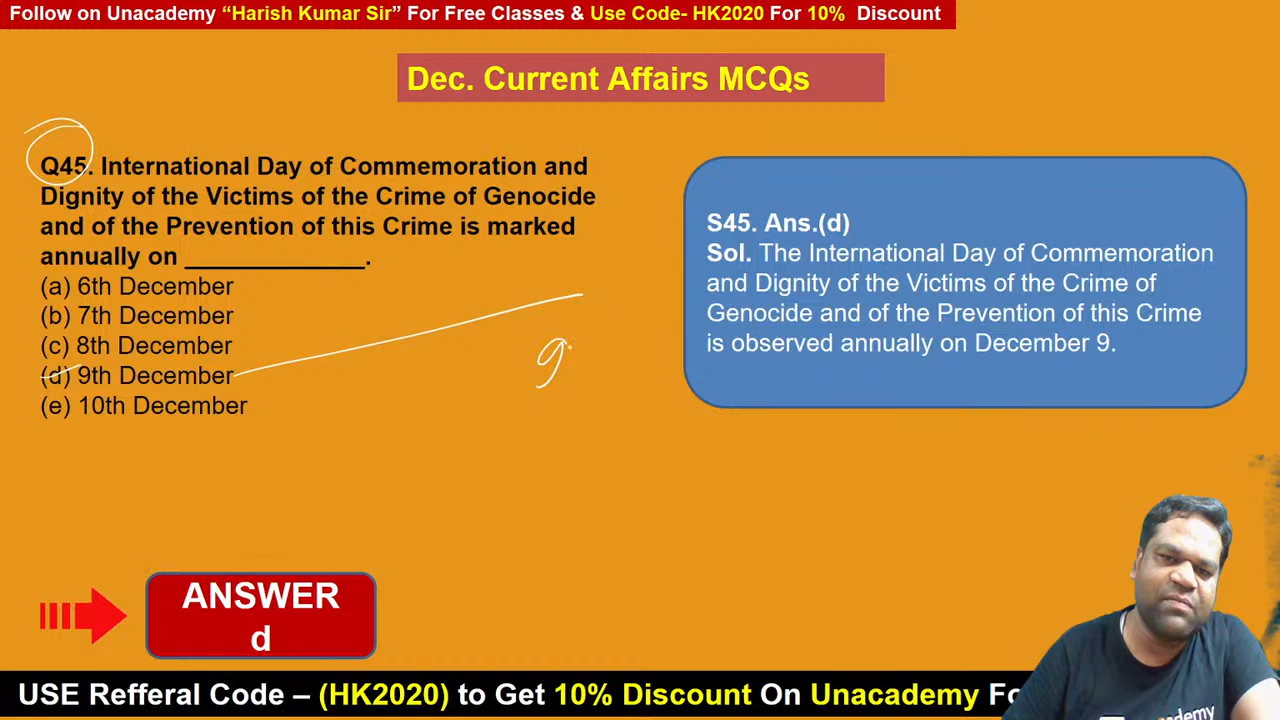 Follow on Unacademy “Harish Kumar Sir” For Free Classes & Use Code- HK2020 For 10% Discount
Dec. Current Affairs MCQs
Q45. International Day of Commemoration and
Dignity of the Victims of the Crime of Genocide
and of the Prevention of this Crime is marked
annually on _____________.
(a) 6th December
(b) 7th December
(c) 8th December
(d) 9th December
(e) 10th December
9
S45. Ans.(d)
Sol. The International Day of Commemoration
and Dignity of the Victims of the Crime of
Genocide and of the Prevention of this Crime
is observed annually on December 9.
ANSWER
d
USE Refferal Code – (HK2020) to Get 10% Discount On Unacademy Fo